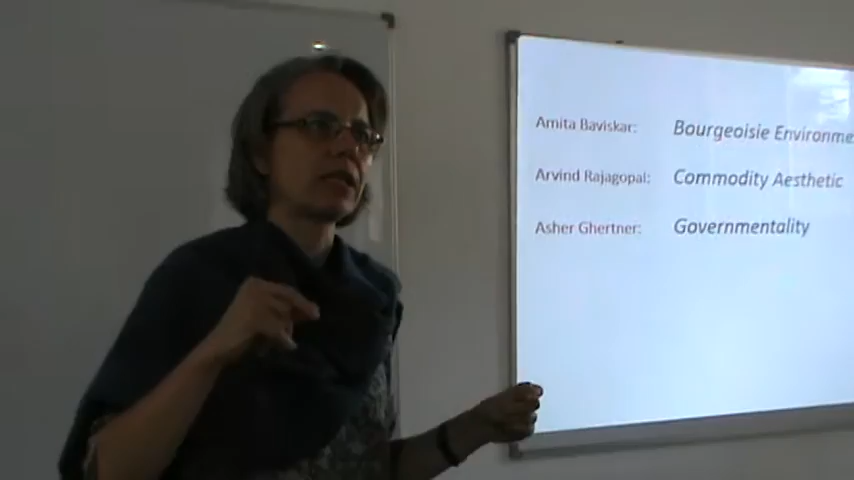 Amita Baviskar: Bourgeoisie Environme
Arvind Rajagopal: Commodity Aesthetic
Asher Ghertner: Governmentality